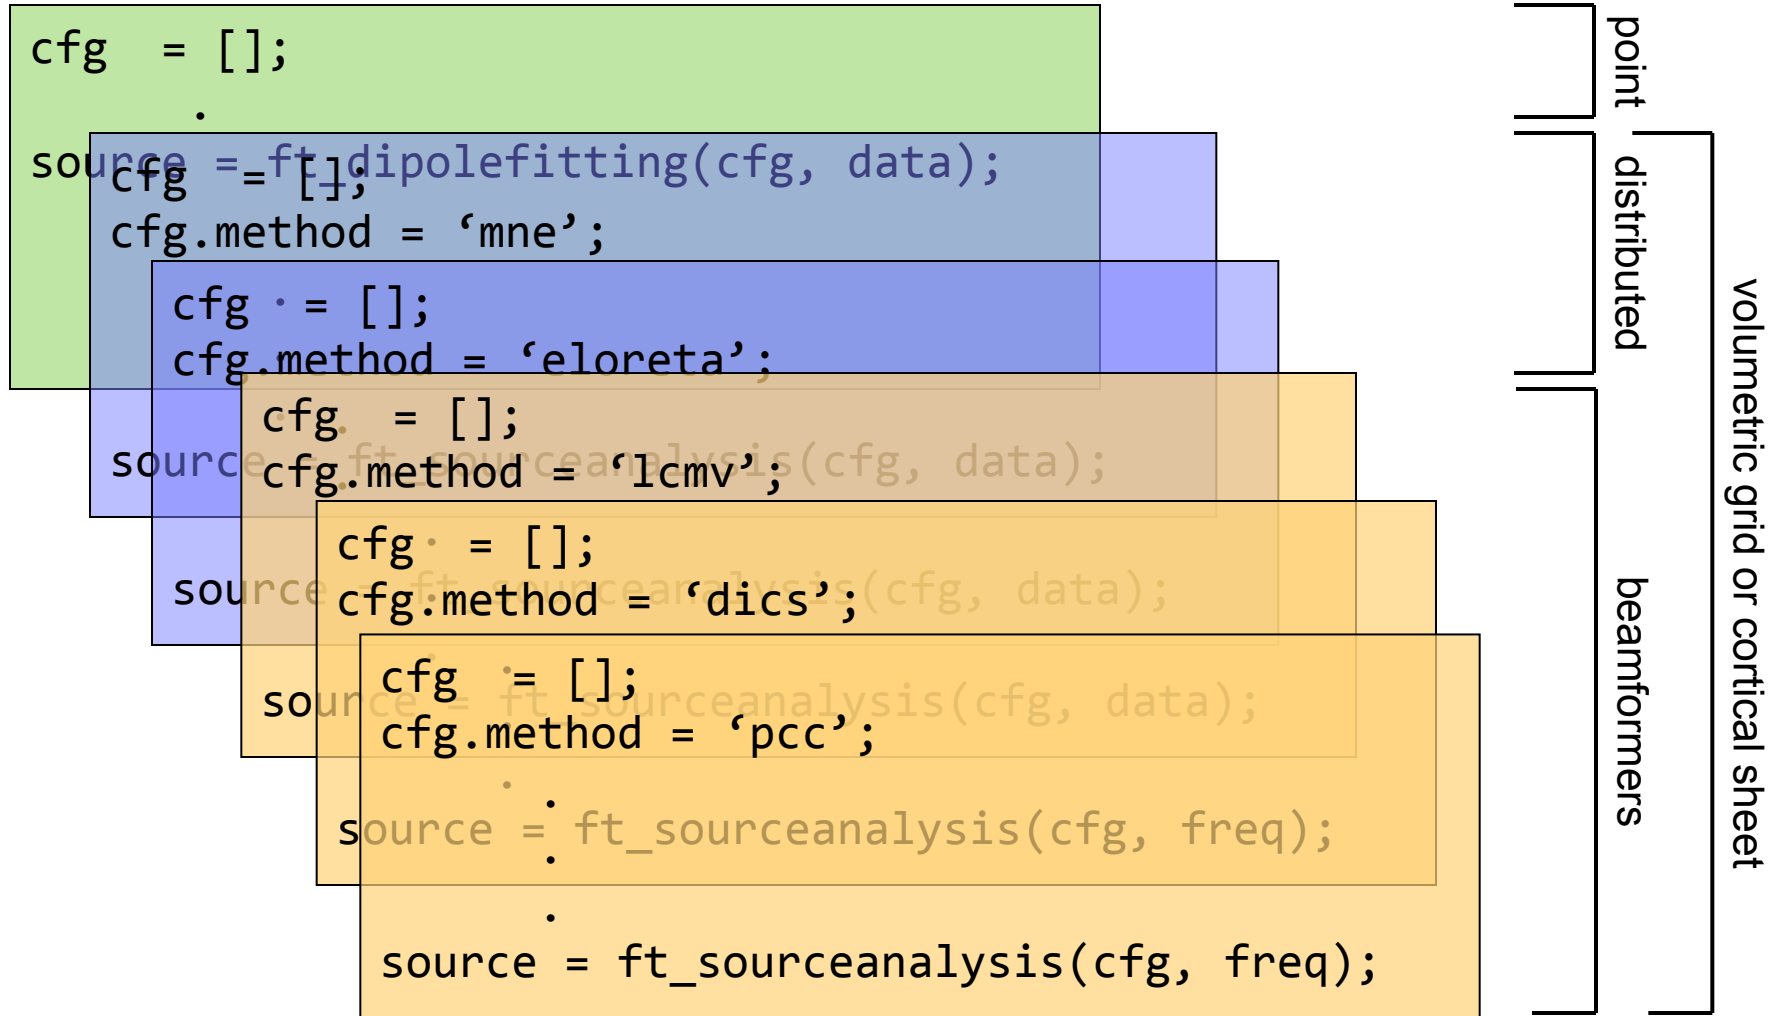 cfg  = [];
.
source = ft_dipolefitting(cfg, data);
cfg  = [];
cfg.method = ‘mne’;
.
.
.
source = ft_sourceanalysis(cfg, data);
cfg  = [];
cfg.method = ‘eloreta’;
.
.
.
source = ft_sourceanalysis(cfg, data);
cfg  = [];
cfg.method = ‘lcmv’;
.
.
.
source = ft_sourceanalysis(cfg, data);
cfg  = [];
cfg.method = ‘dics’;
.
.
.
source = ft_sourceanalysis(cfg, freq);
cfg  = [];
cfg.method = ‘pcc’;
.
.
.
source = ft_sourceanalysis(cfg, freq);
point
distributed
beamformers
volumetric grid or cortical sheet